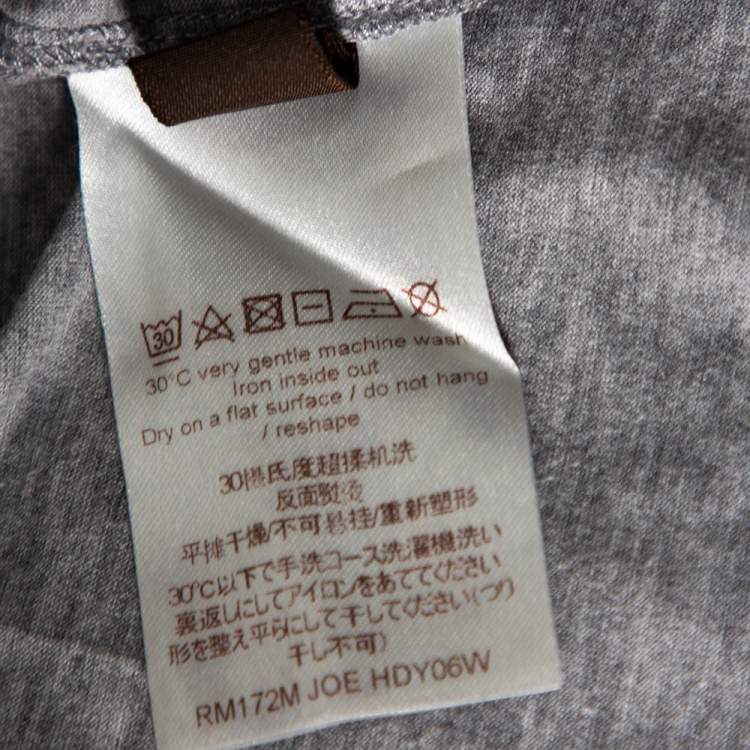 30
30°C very gentle machine wash
Iron inside out
Dry on a flat surface / do not hang
/ reshape
30摄氏度超揉机洗
反面熨烫
平摊干燥/不可悬挂/重新塑形
30°C以下で手洗コース洗濯機洗い
裏返しにしてアイロンをあててください
形を整え平らにして干してください(つり
干し不可)
RM172M JOE HDY06W